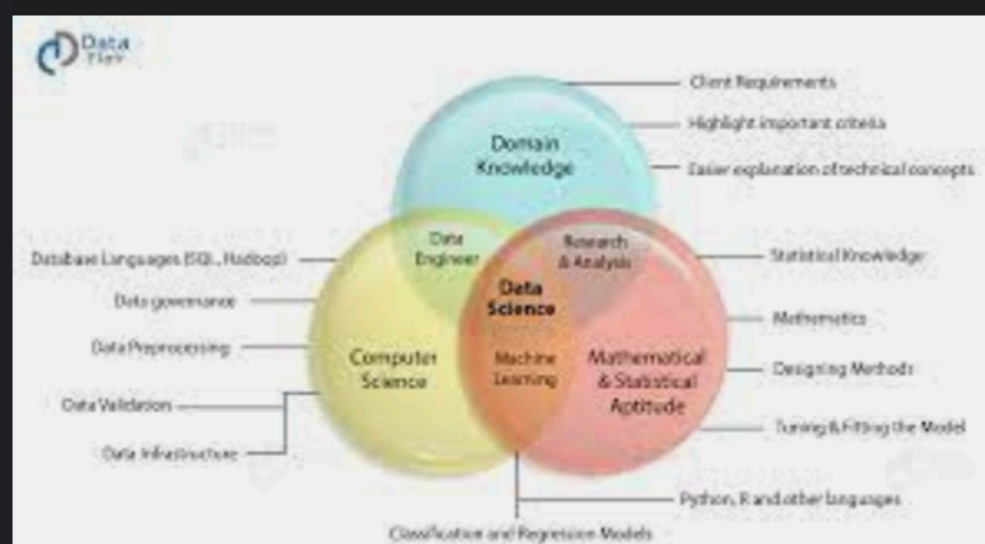 Data
Flair
Client Requirements
Highlight important criteria
Easier explanation of technical concepts
Domain
Knowledge
Data
Engineer
Research
& Analysis
Data
Science
Machine
Learning
Computer
Science
Mathematical
& Statistical
Aptitude
Database Languages (SQL, Hadoop)
Data governance
Data Preprocessing
Data Validation
Data Infrastructure
Statistical Knowledge
Mathematics
Designing Methods
Tuning & Fitting the Model
Python, R and other languages
Classification and Regression Models